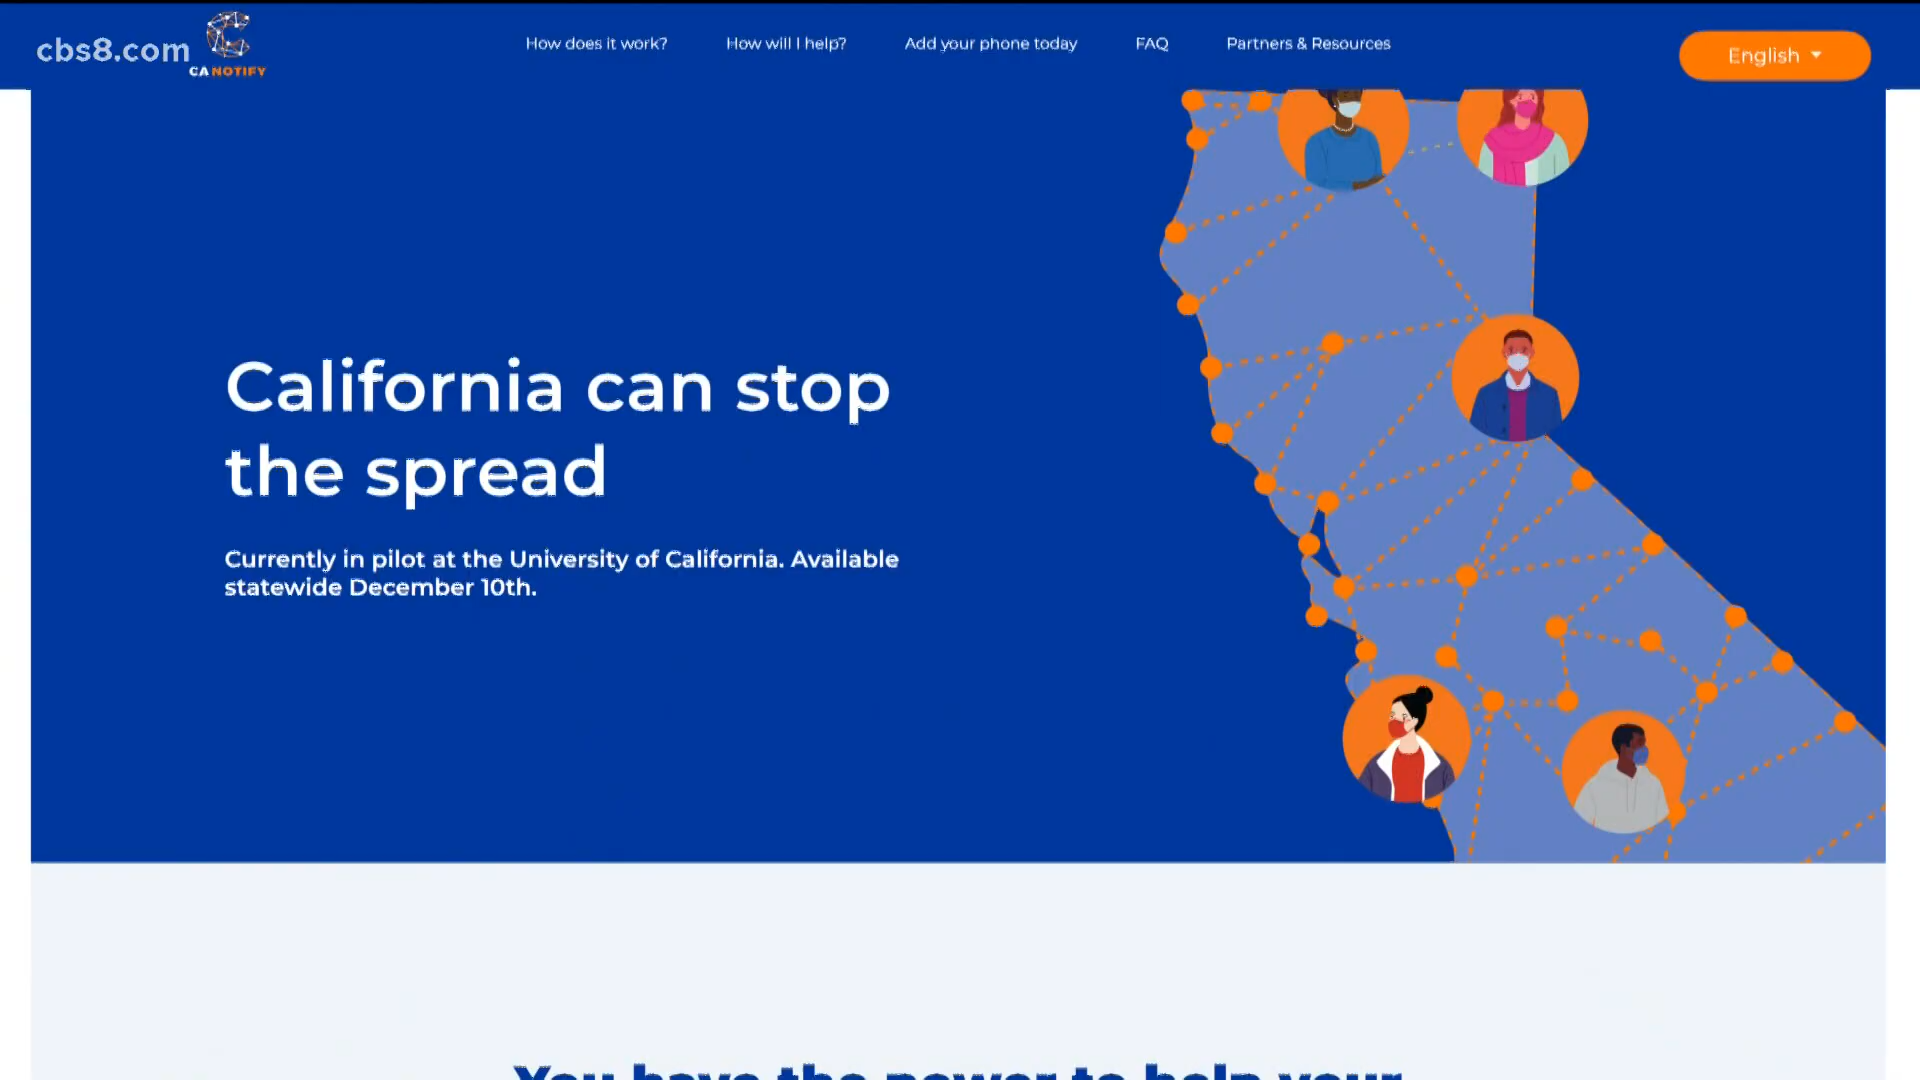 cbs8.com
CA NOTIFY
How does it work?
How will I help?
Add your phone today
FAQ
Partners & Resources
English
California can stop
the spread
Currently in pilot at the University of California. Available
statewide December 10th.
You have the power to help your